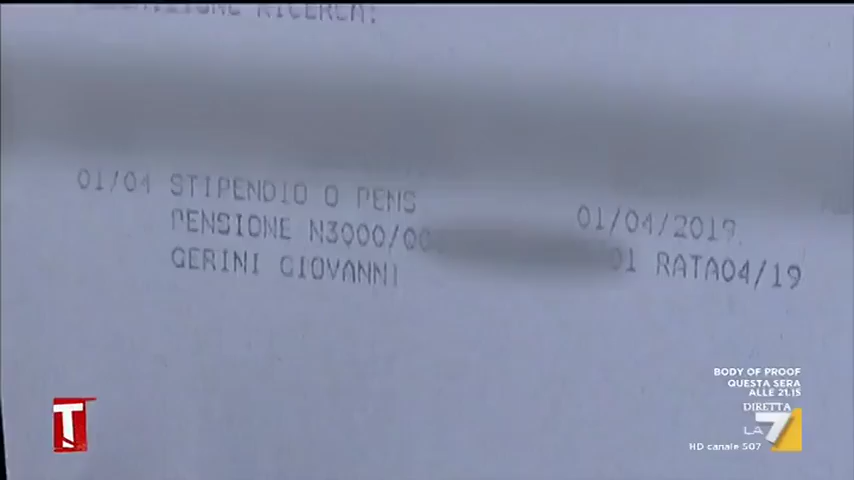 RICERCA:
01/04 STIPENDIO O PENS 01/04/2019
PENSIONE N3000/00 01 RATA04/19
GERINI GIOVANNI
BODY OF PROOF
QUESTA SERA
ALLE 21.15
DIRETTA
LA7
HD canale 507
T